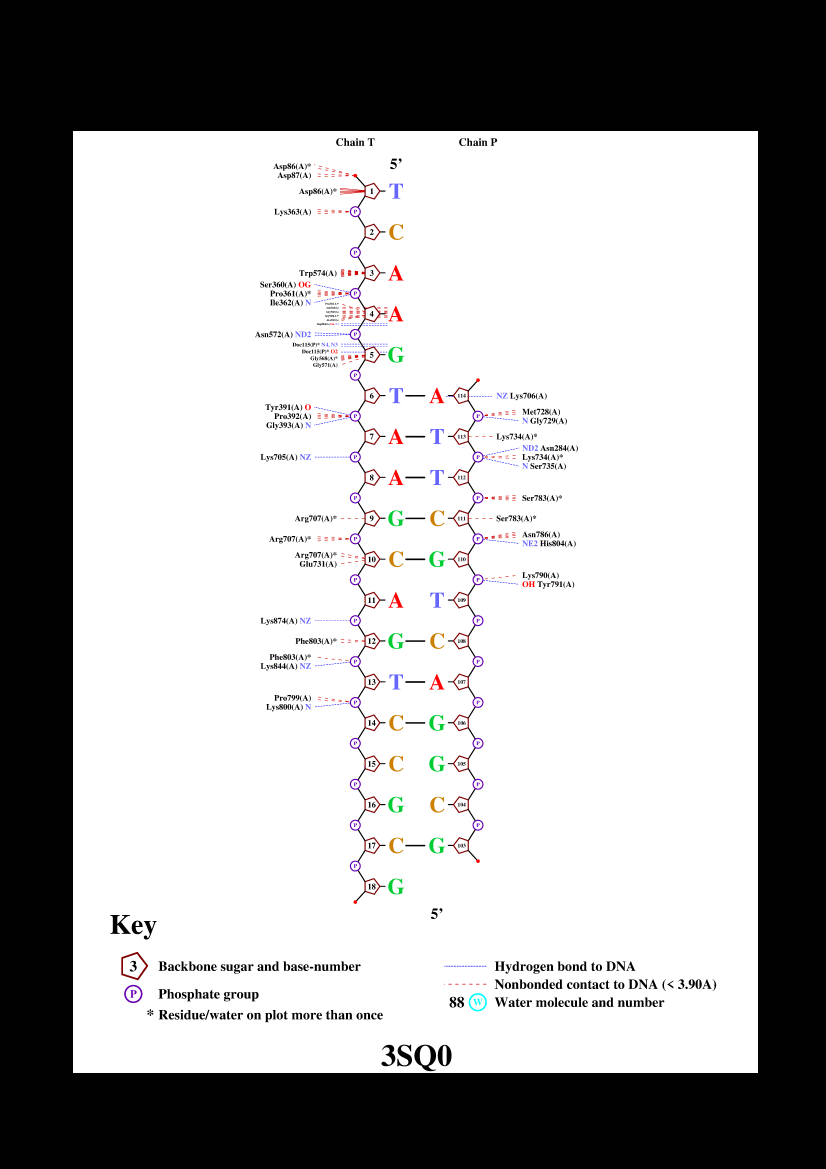 Chain T Chain P
5’
Asp86(A)*
Asp87(A)
Asp86(A)* 1 T
Lys363(A) P
2 C
P
Trp574(A) 3 A
Ser360(A) OG
Pro361(A)* P
Ile362(A) N
4 A
Asn572(A) ND2 P
Doc115(P)* N4, N3
Doc115(P)* O2
Gly568(A)* 5 G
Gly571(A)
P
6 T A 114 NZ Lys706(A)
Tyr391(A) O Met728(A)
Pro392(A) P P
Gly393(A) N N Gly729(A)
7 A T 113 Lys734(A)*
ND2 Asn284(A)
Lys705(A) NZ P P Lys734(A)*
N Ser735(A)
8 A T 112
P P Ser783(A)*
Arg707(A)* 9 G C 111 Ser783(A)*
Arg707(A)* P P Asn786(A)
NE2 His804(A)
Arg707(A)* 10 C G 110
Glu731(A)
P P Lys790(A)
OH Tyr791(A)
11 A T 109
Lys874(A) NZ P P
Phe803(A)* 12 G C 108
Phe803(A)* P P
Lys844(A) NZ
13 T A 107
Pro799(A) P P
Lys800(A) N
14 C G 106
P P
15 C G 105
P P
16 G C 104
P P
17 C G 103
P
18 G
5’
Key
3 Backbone sugar and base-number
P Phosphate group
* Residue/water on plot more than once
Hydrogen bond to DNA
Nonbonded contact to DNA (< 3.90A)
88 W Water molecule and number
3SQ0